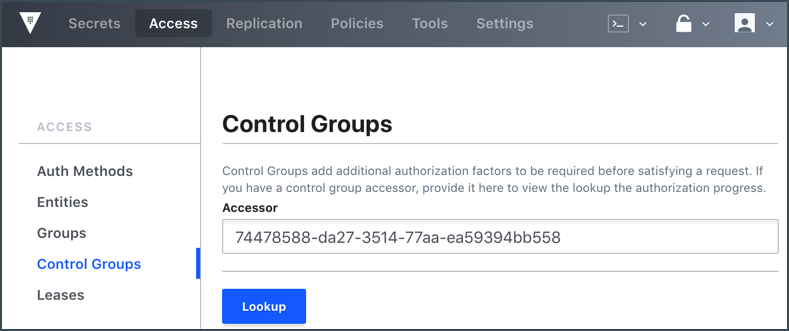 Secrets Access Replication Policies Tools Settings
ACCESS
Auth Methods
Entities
Groups
Control Groups
Leases
Control Groups
Control Groups add additional authorization factors to be required before satisfying a request. If
you have a control group accessor, provide it here to view the lookup the authorization progress.
Accessor
74478588-da27-3514-77aa-ea59394bb558
Lookup